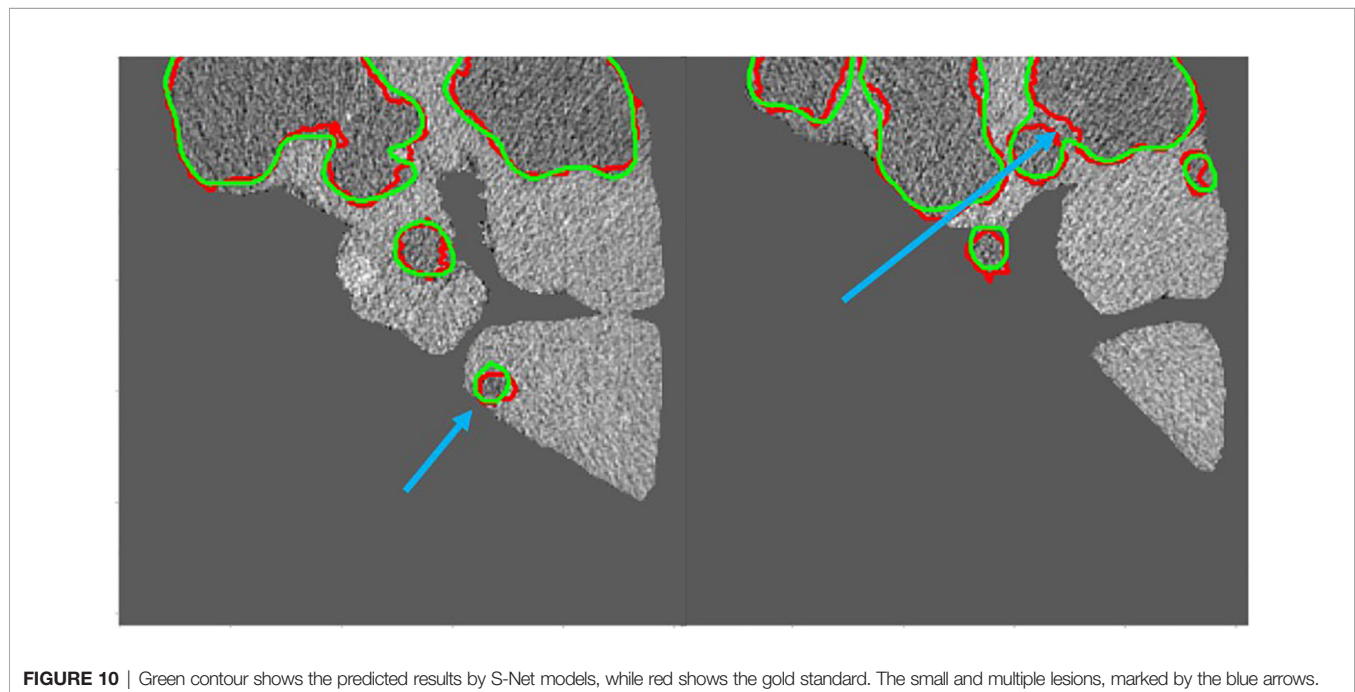 FIGURE 10 | Green contour shows the predicted results by S-Net models, while red shows the gold standard. The small and multiple lesions, marked by the blue arrows.